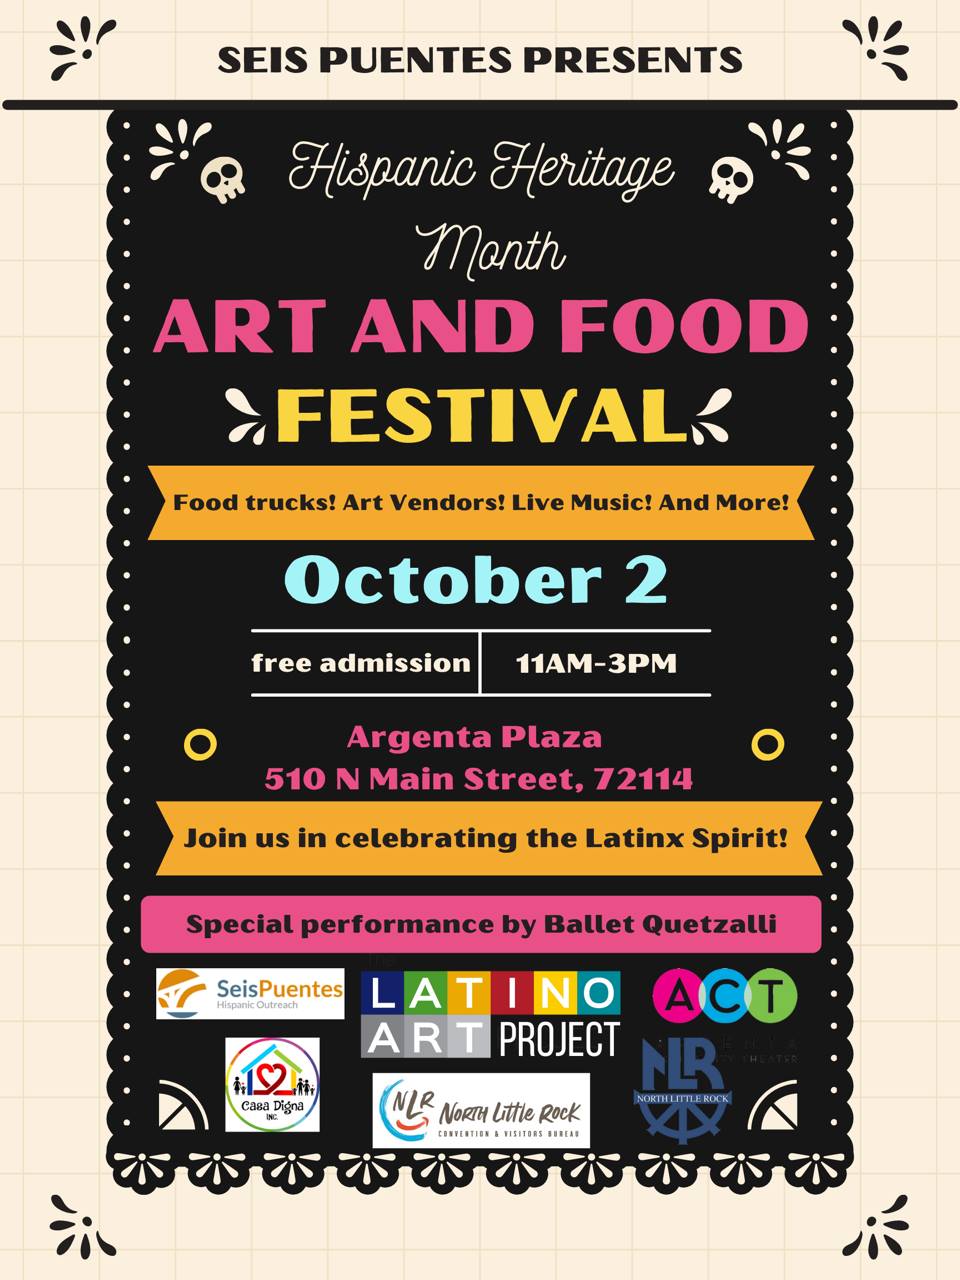 SEIS PUENTES PRESENTS
Hispanic Heritage
Month
ART AND FOOD
FESTIVAL
Food trucks! Art Vendors! Live Music! And More!
October 2
free admission
11AM-3PM
Argenta Plaza
510 N Main Street, 72114
Join us in celebrating the Latinx Spirit!
Special performance by Ballet Quetzalli
SeisPuentes
Hispanic Outreach
The
LATINO
ART PROJECT
ACT
Casa Digna
INC.
NLR NORTH LITTLE ROCK
CONVENTION & VISITORS BUREAU
NLR
NORTH LITTLE ROCK